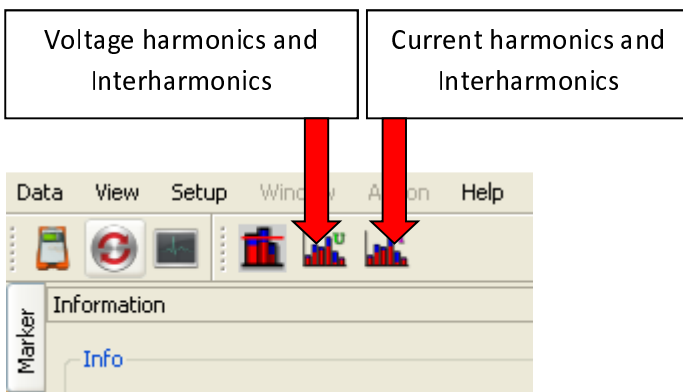 Voltage harmonics and
Interharmonics
Current harmonics and
Interharmonics
Data View Setup Help
U
Marker
Information
Info